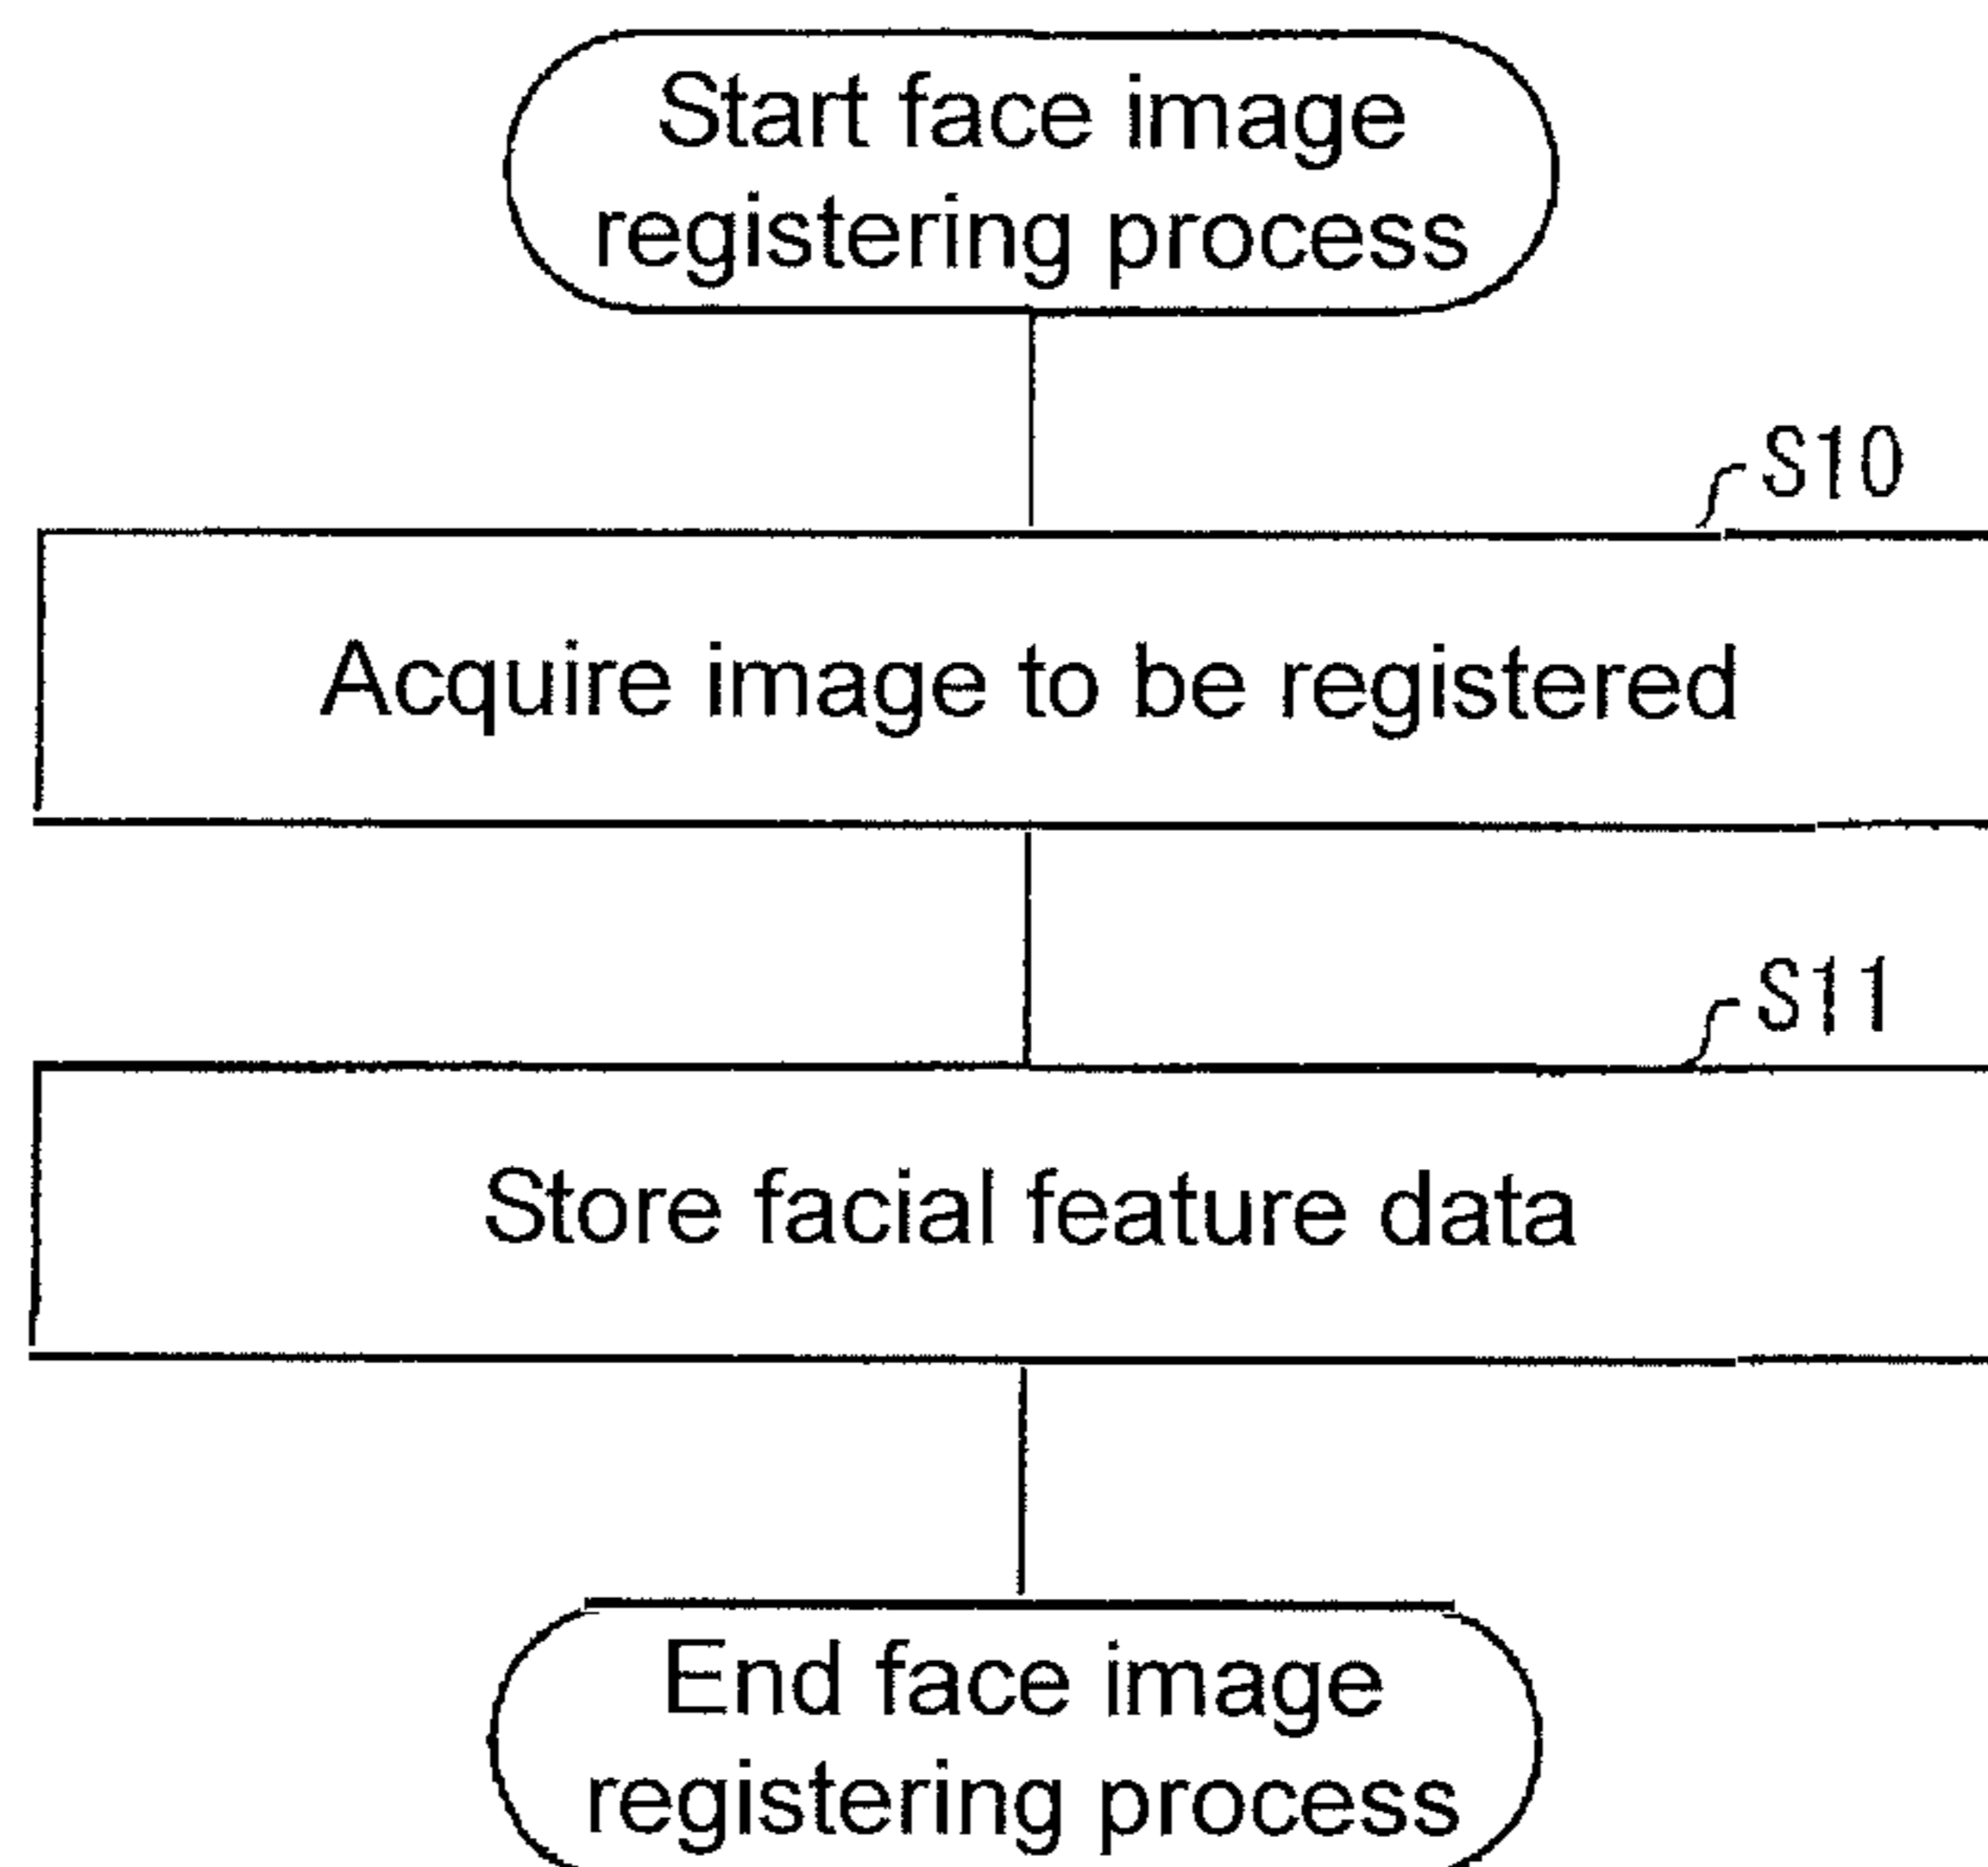 Start face image
registering process
S10
Acquire image to be registered
S11
Store facial feature data
End face image
registering process